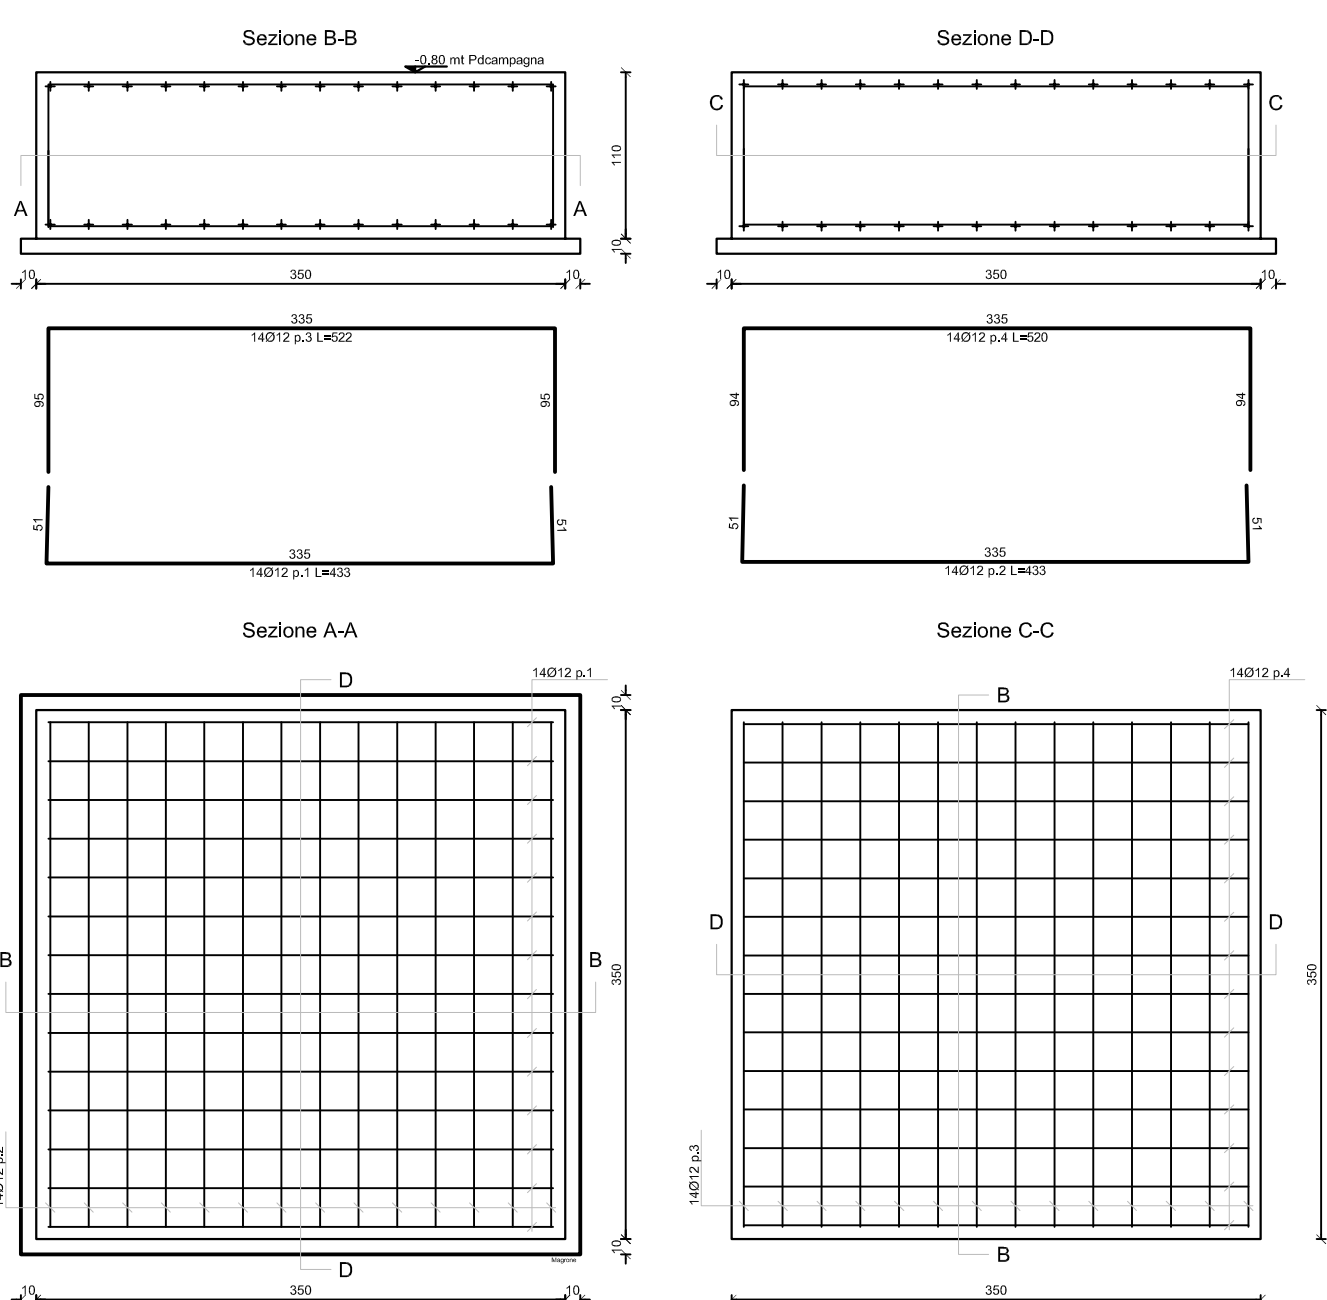 Sezione B-B
Sezione D-D
-0.80 mt Pdcampagna
C
C
110
A
A
10
10
350
10
10
350
10
335
14Ø12 p.3 L=522
335
14Ø12 p.4 L=520
95
95
94
94
51
51
51
51
335
14Ø12 p.1 L=433
335
14Ø12 p.2 L=433
Sezione A-A
Sezione C-C
D
14Ø12 p.1
14Ø12 p.4
10
B
B
D
D
B
B
350
350
14Ø12 p.2
14Ø12 p.3
10
B
D
Magrone
10
350
10
350